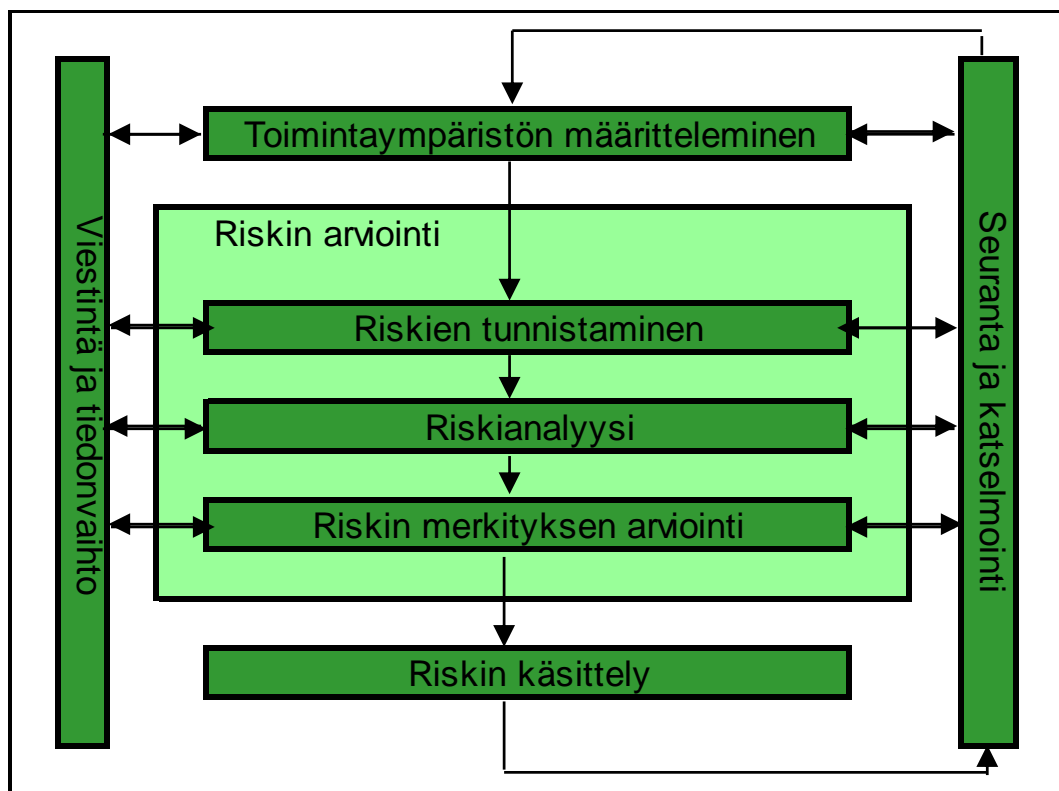 Toimintaympäristön määritteleminen
Viestintä ja tiedonvaihto
Riskin arviointi
Riskien tunnistaminen
Riskianalyysi
Riskin merkityksen arviointi
Seuranta ja katselmointi
Riskin käsittely